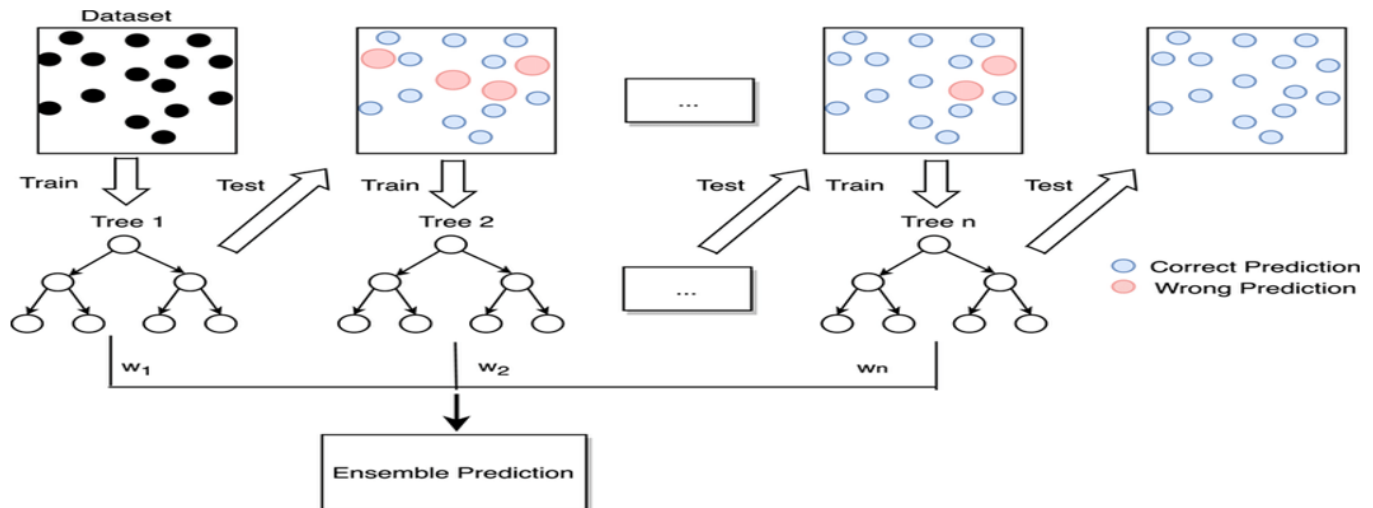 Dataset
...
Train
Test
Train
Test
Train
Test
Tree 1
Tree 2
Tree n
...
Correct Prediction
Wrong Prediction
w1
w2
wn
Ensemble Prediction